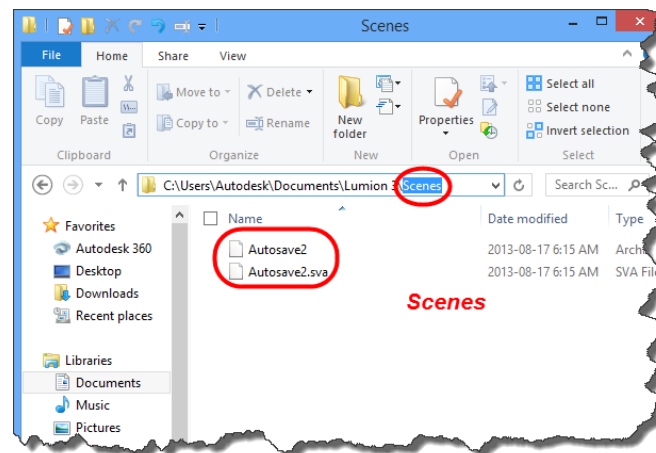 Scenes
File Home Share View
Copy Paste Move to Copy to Delete Rename New folder Properties Select all Select none Invert selection
Clipboard Organize New Open Select
C:\Users\Autodesk\Documents\Lumion 3\Scenes Search Sc...
Favorites
Autodesk 360
Desktop
Downloads
Recent places
Libraries
Documents
Music
Pictures
Name Date modified Type
Autosave2 2013-08-17 6:15 AM
Autosave2.sva 2013-08-17 6:15 AM SVA
Scenes